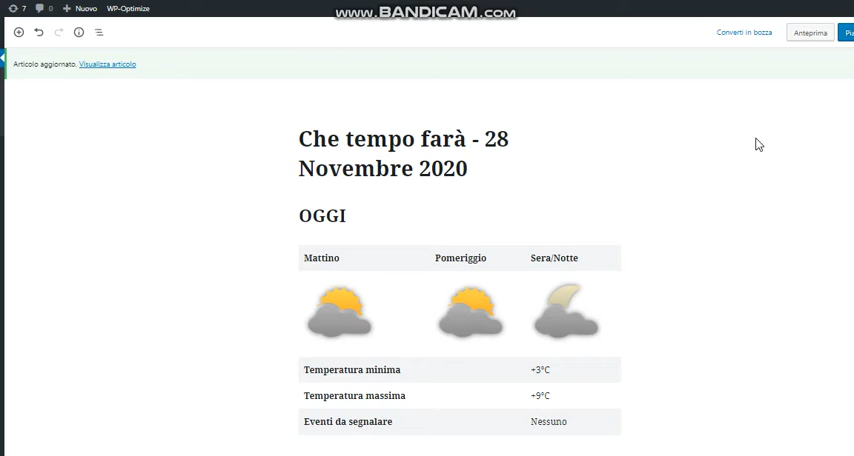 www.BANDICAM.com
7 0 Nuovo WP-Optimize
Converti in bozza Anteprima
Articolo aggiornato. Visualizza articolo
Che tempo farà - 28
Novembre 2020
OGGI
Mattino Pomeriggio Sera/Notte
Temperatura minima +3°C
Temperatura massima +9°C
Eventi da segnalare Nessuno